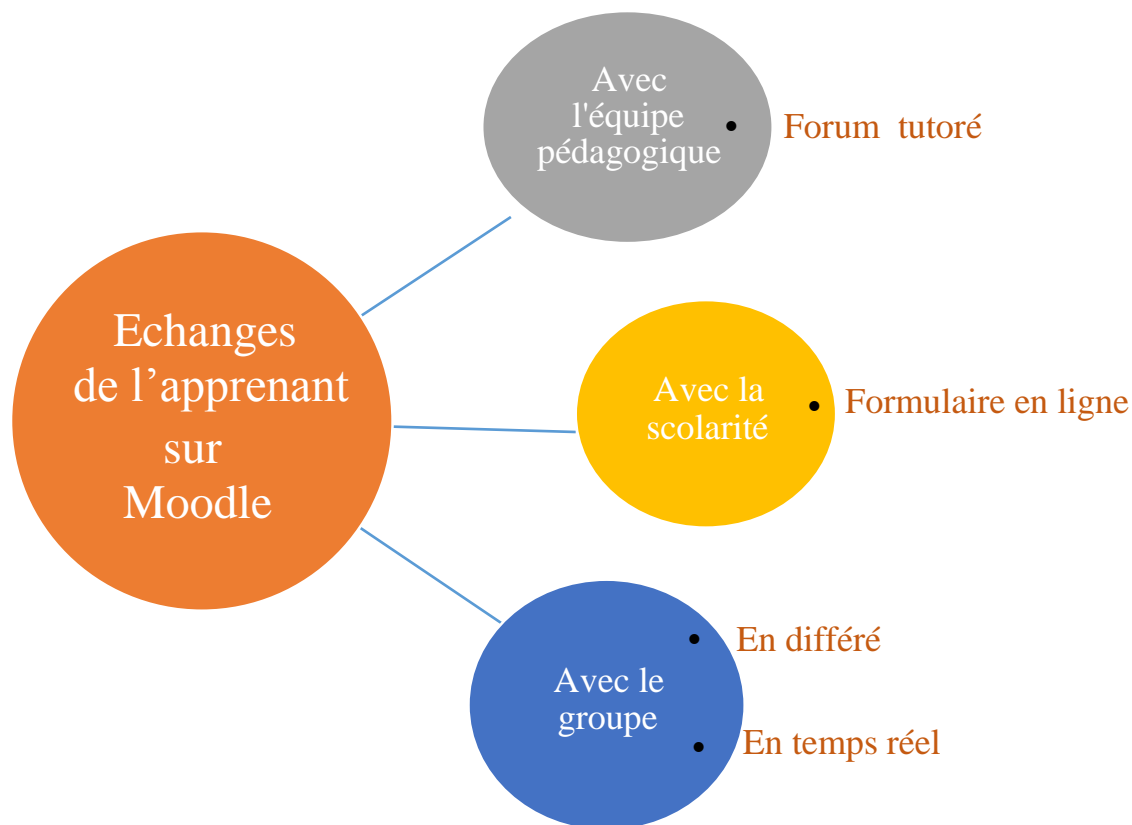 Echanges
de l’apprenant
sur
Moodle
Avec
l'équipe
pédagogique
• Forum tutoré
Avec la
scolarité
• Formulaire en ligne
Avec le
groupe
• En différé
• En temps réel